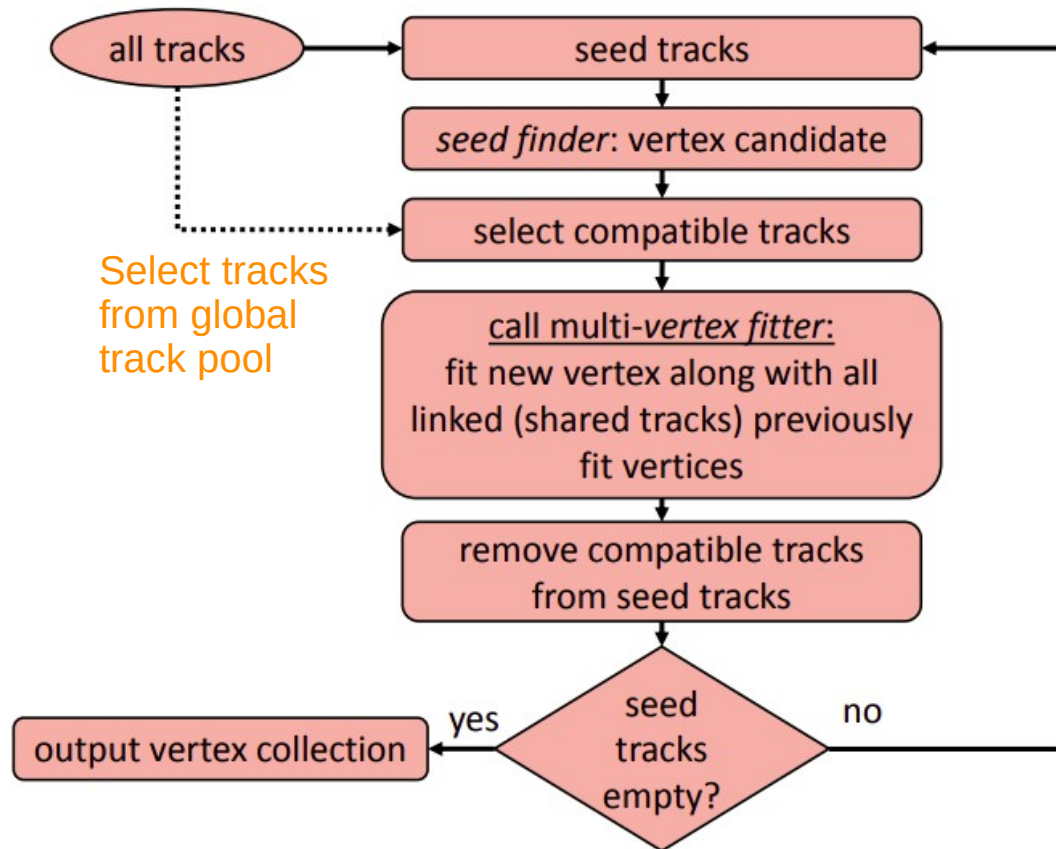 all tracks
seed tracks
seed finder: vertex candidate
select compatible tracks
Select tracks
from global
track pool
call multi-vertex fitter:
fit new vertex along with all
linked (shared tracks) previously
fit vertices
remove compatible tracks
from seed tracks
seed
tracks
empty?
yes
no
output vertex collection